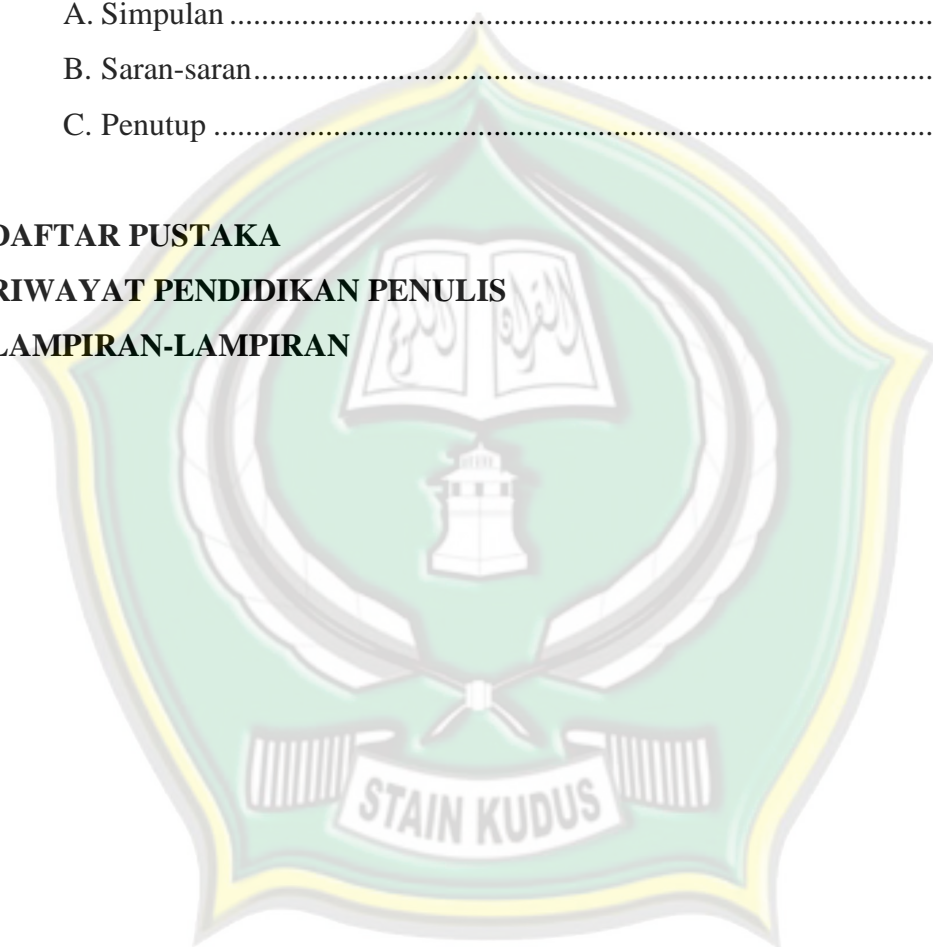 A. Simpulan ........................................................................................
B. Saran-saran.....................................................................................
C. Penutup ..........................................................................................
DAFTAR PUSTAKA
RIWAYAT PENDIDIKAN PENULIS
LAMPIRAN-LAMPIRAN
STAIN KUDUS